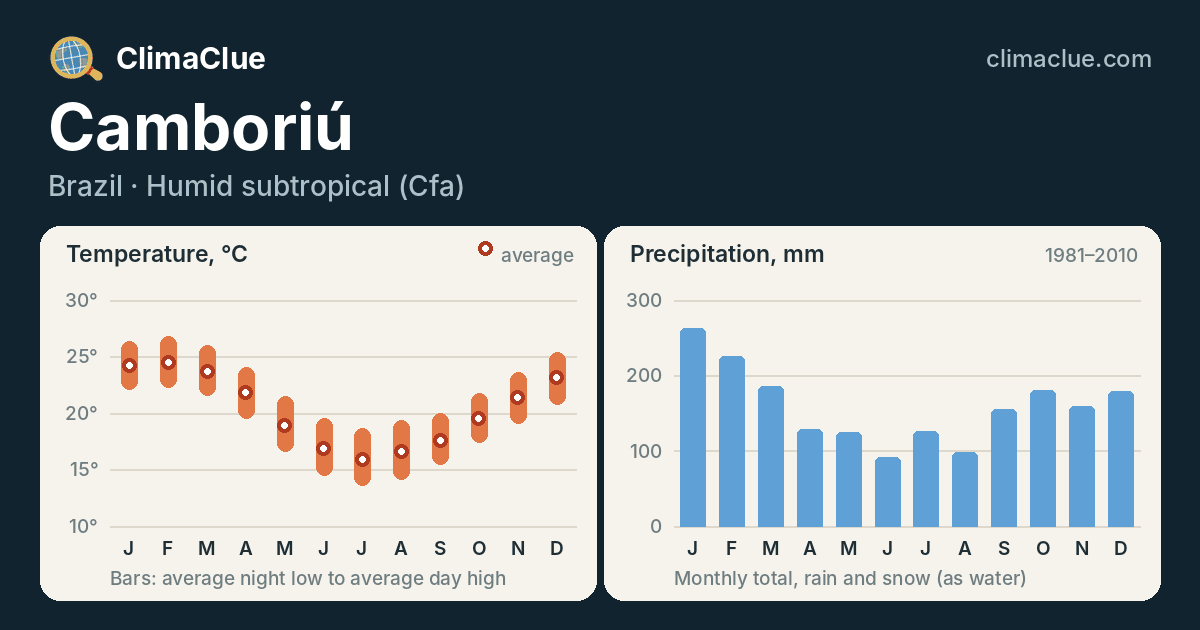 ClimaClue
climaclue.com
Camboriú
Brazil · Humid subtropical (Cfa)
Temperature, °C
average
30°
25°
20°
15°
10°
J F M A M J J A S O N D
Bars: average night low to average day high
Precipitation, mm
1981–2010
300
200
100
0
J F M A M J J A S O N D
Monthly total, rain and snow (as water)